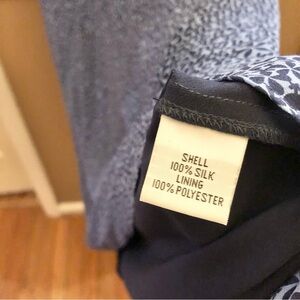 SHELL
100% SILK
LINING
100% POLYESTER